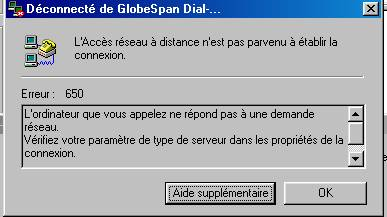 Déconnecté de GlobeSpan Dial-...
L'Accès réseau à distance n'est pas parvenu à établir la
connexion.
Erreur : 650
L'ordinateur que vous appelez ne répond pas à une demande
réseau.
Vérifiez votre paramètre de type de serveur dans les propriétés de la
connexion.
Aide supplémentaire
OK